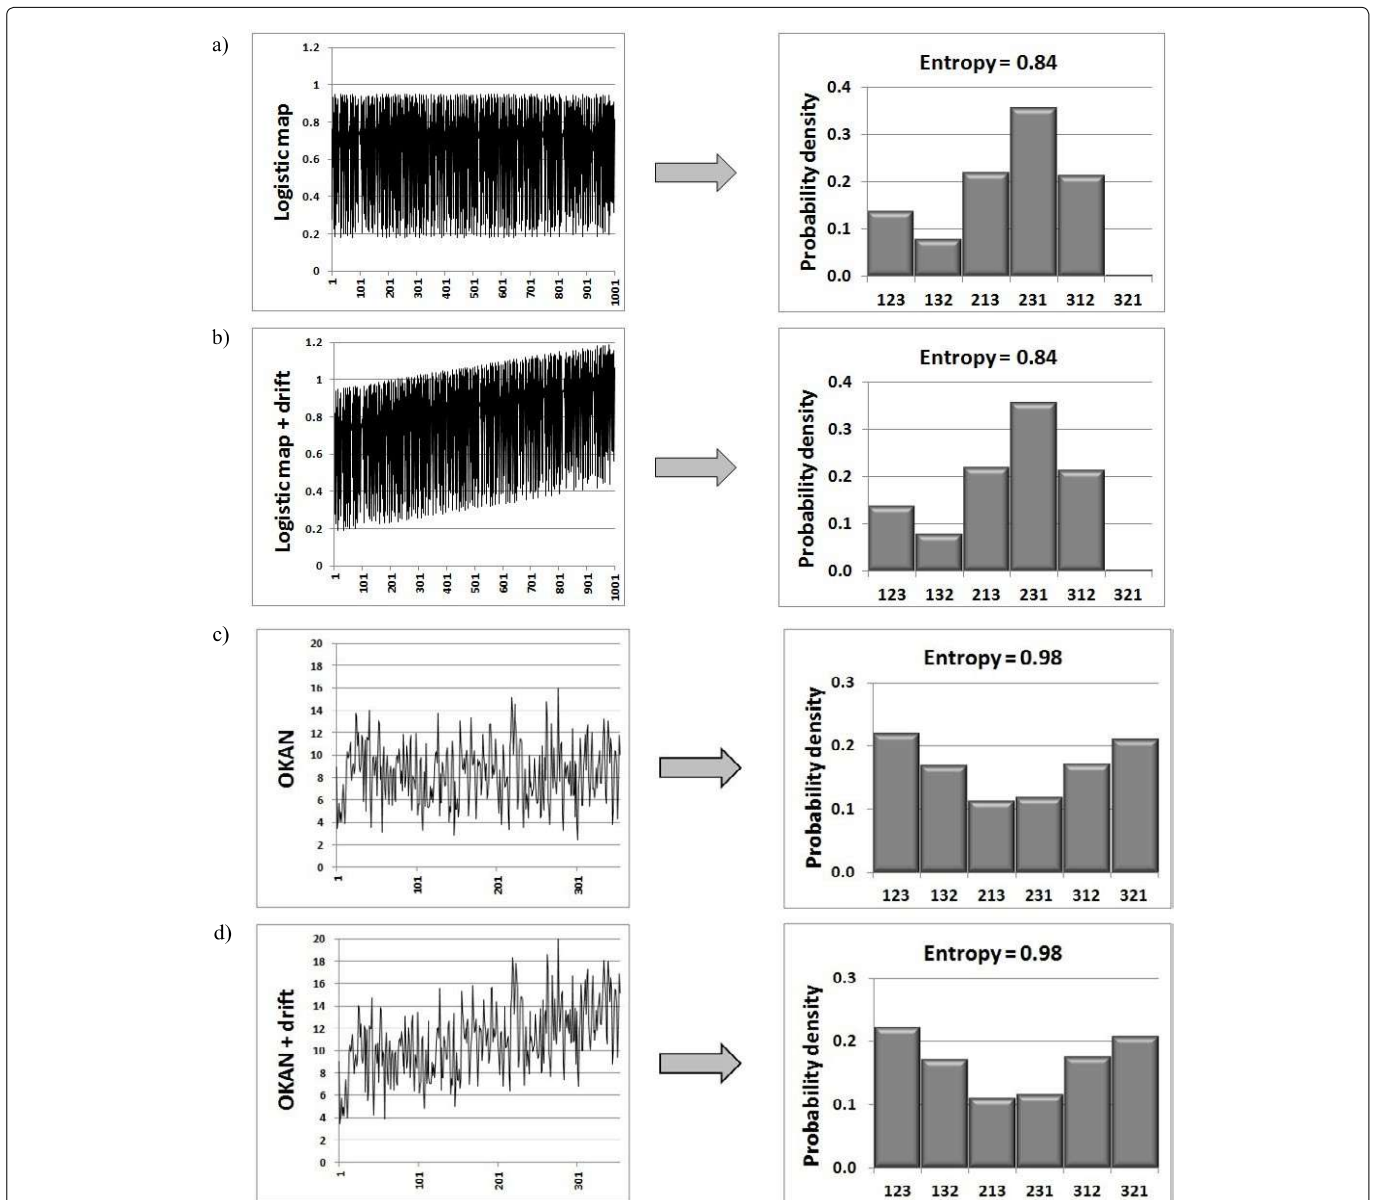 a)
Logistic map
1.2
1
0.8
0.6
0.4
0.2
0
1 101 201 301 401 501 601 701 801 901 1001
Entropy = 0.84
Probability density
0.4
0.3
0.2
0.1
0.0
123 132 213 231 312 321
b)
Logistic map + drift
1.2
1
0.8
0.6
0.4
0.2
0
1 101 201 301 401 501 601 701 801 901 1001
Entropy = 0.84
Probability density
0.4
0.3
0.2
0.1
0.0
123 132 213 231 312 321
c)
OKAN
20
18
16
14
12
10
8
6
4
2
0
1 101 201 301
Entropy = 0.98
Probability density
0.3
0.2
0.1
0.0
123 132 213 231 312 321
d)
OKAN + drift
20
18
16
14
12
10
8
6
4
2
0
1 101 201 301
Entropy = 0.98
Probability density
0.3
0.2
0.1
0.0
123 132 213 231 312 321